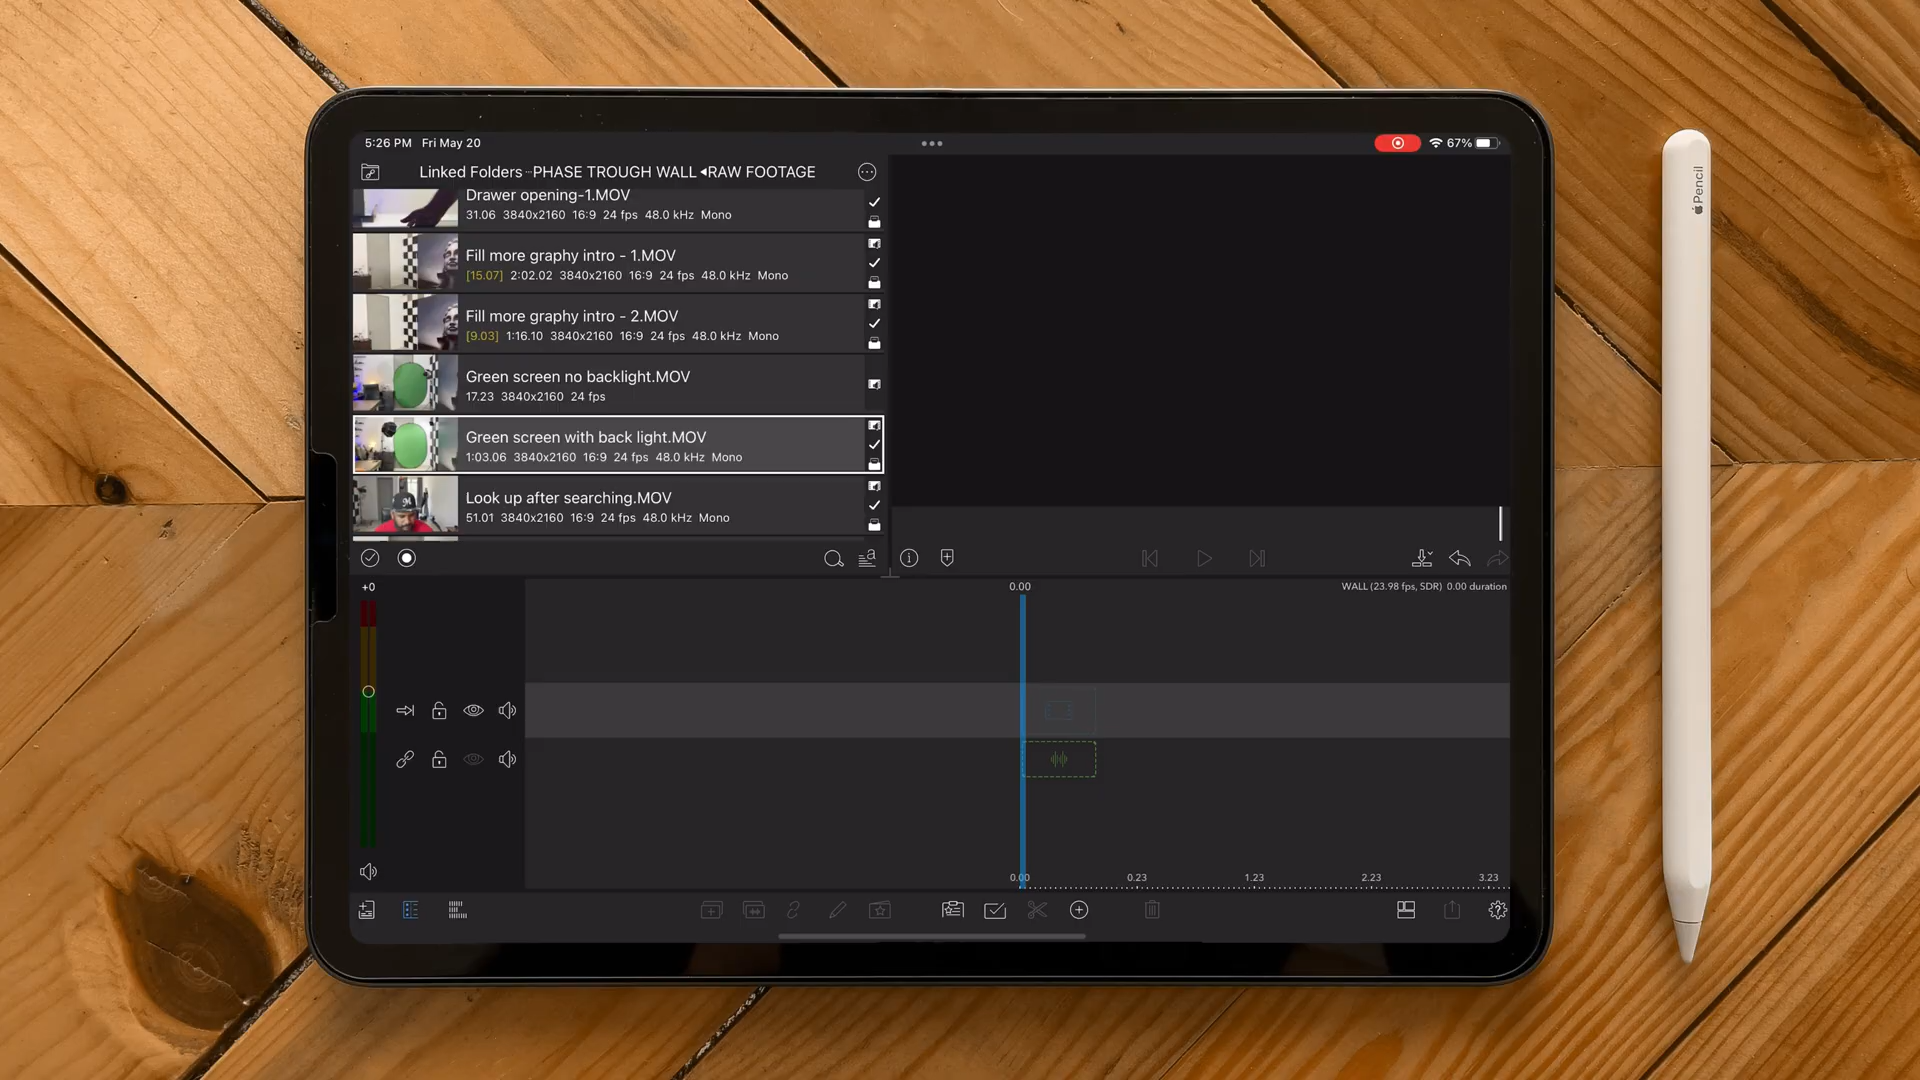 5:26 PM Fri May 20
67%
Linked Folders ··PHASE TROUGH WALL ◂RAW FOOTAGE
Drawer opening-1.MOV
31.06 3840x2160 16:9 24 fps 48.0 kHz Mono
Fill more graphy intro - 1.MOV
[15.07] 2:02.02 3840x2160 16:9 24 fps 48.0 kHz Mono
Fill more graphy intro - 2.MOV
[9.03] 1:16.10 3840x2160 16:9 24 fps 48.0 kHz Mono
Green screen no backlight.MOV
17.23 3840x2160 24 fps
Green screen with back light.MOV
1:03.06 3840x2160 16:9 24 fps 48.0 kHz Mono
Look up after searching.MOV
51.01 3840x2160 16:9 24 fps 48.0 kHz Mono
+0
0.00
WALL (23.98 fps, SDR) 0.00 duration
0.00 0.23 1.23 2.23 3.23
Pencil